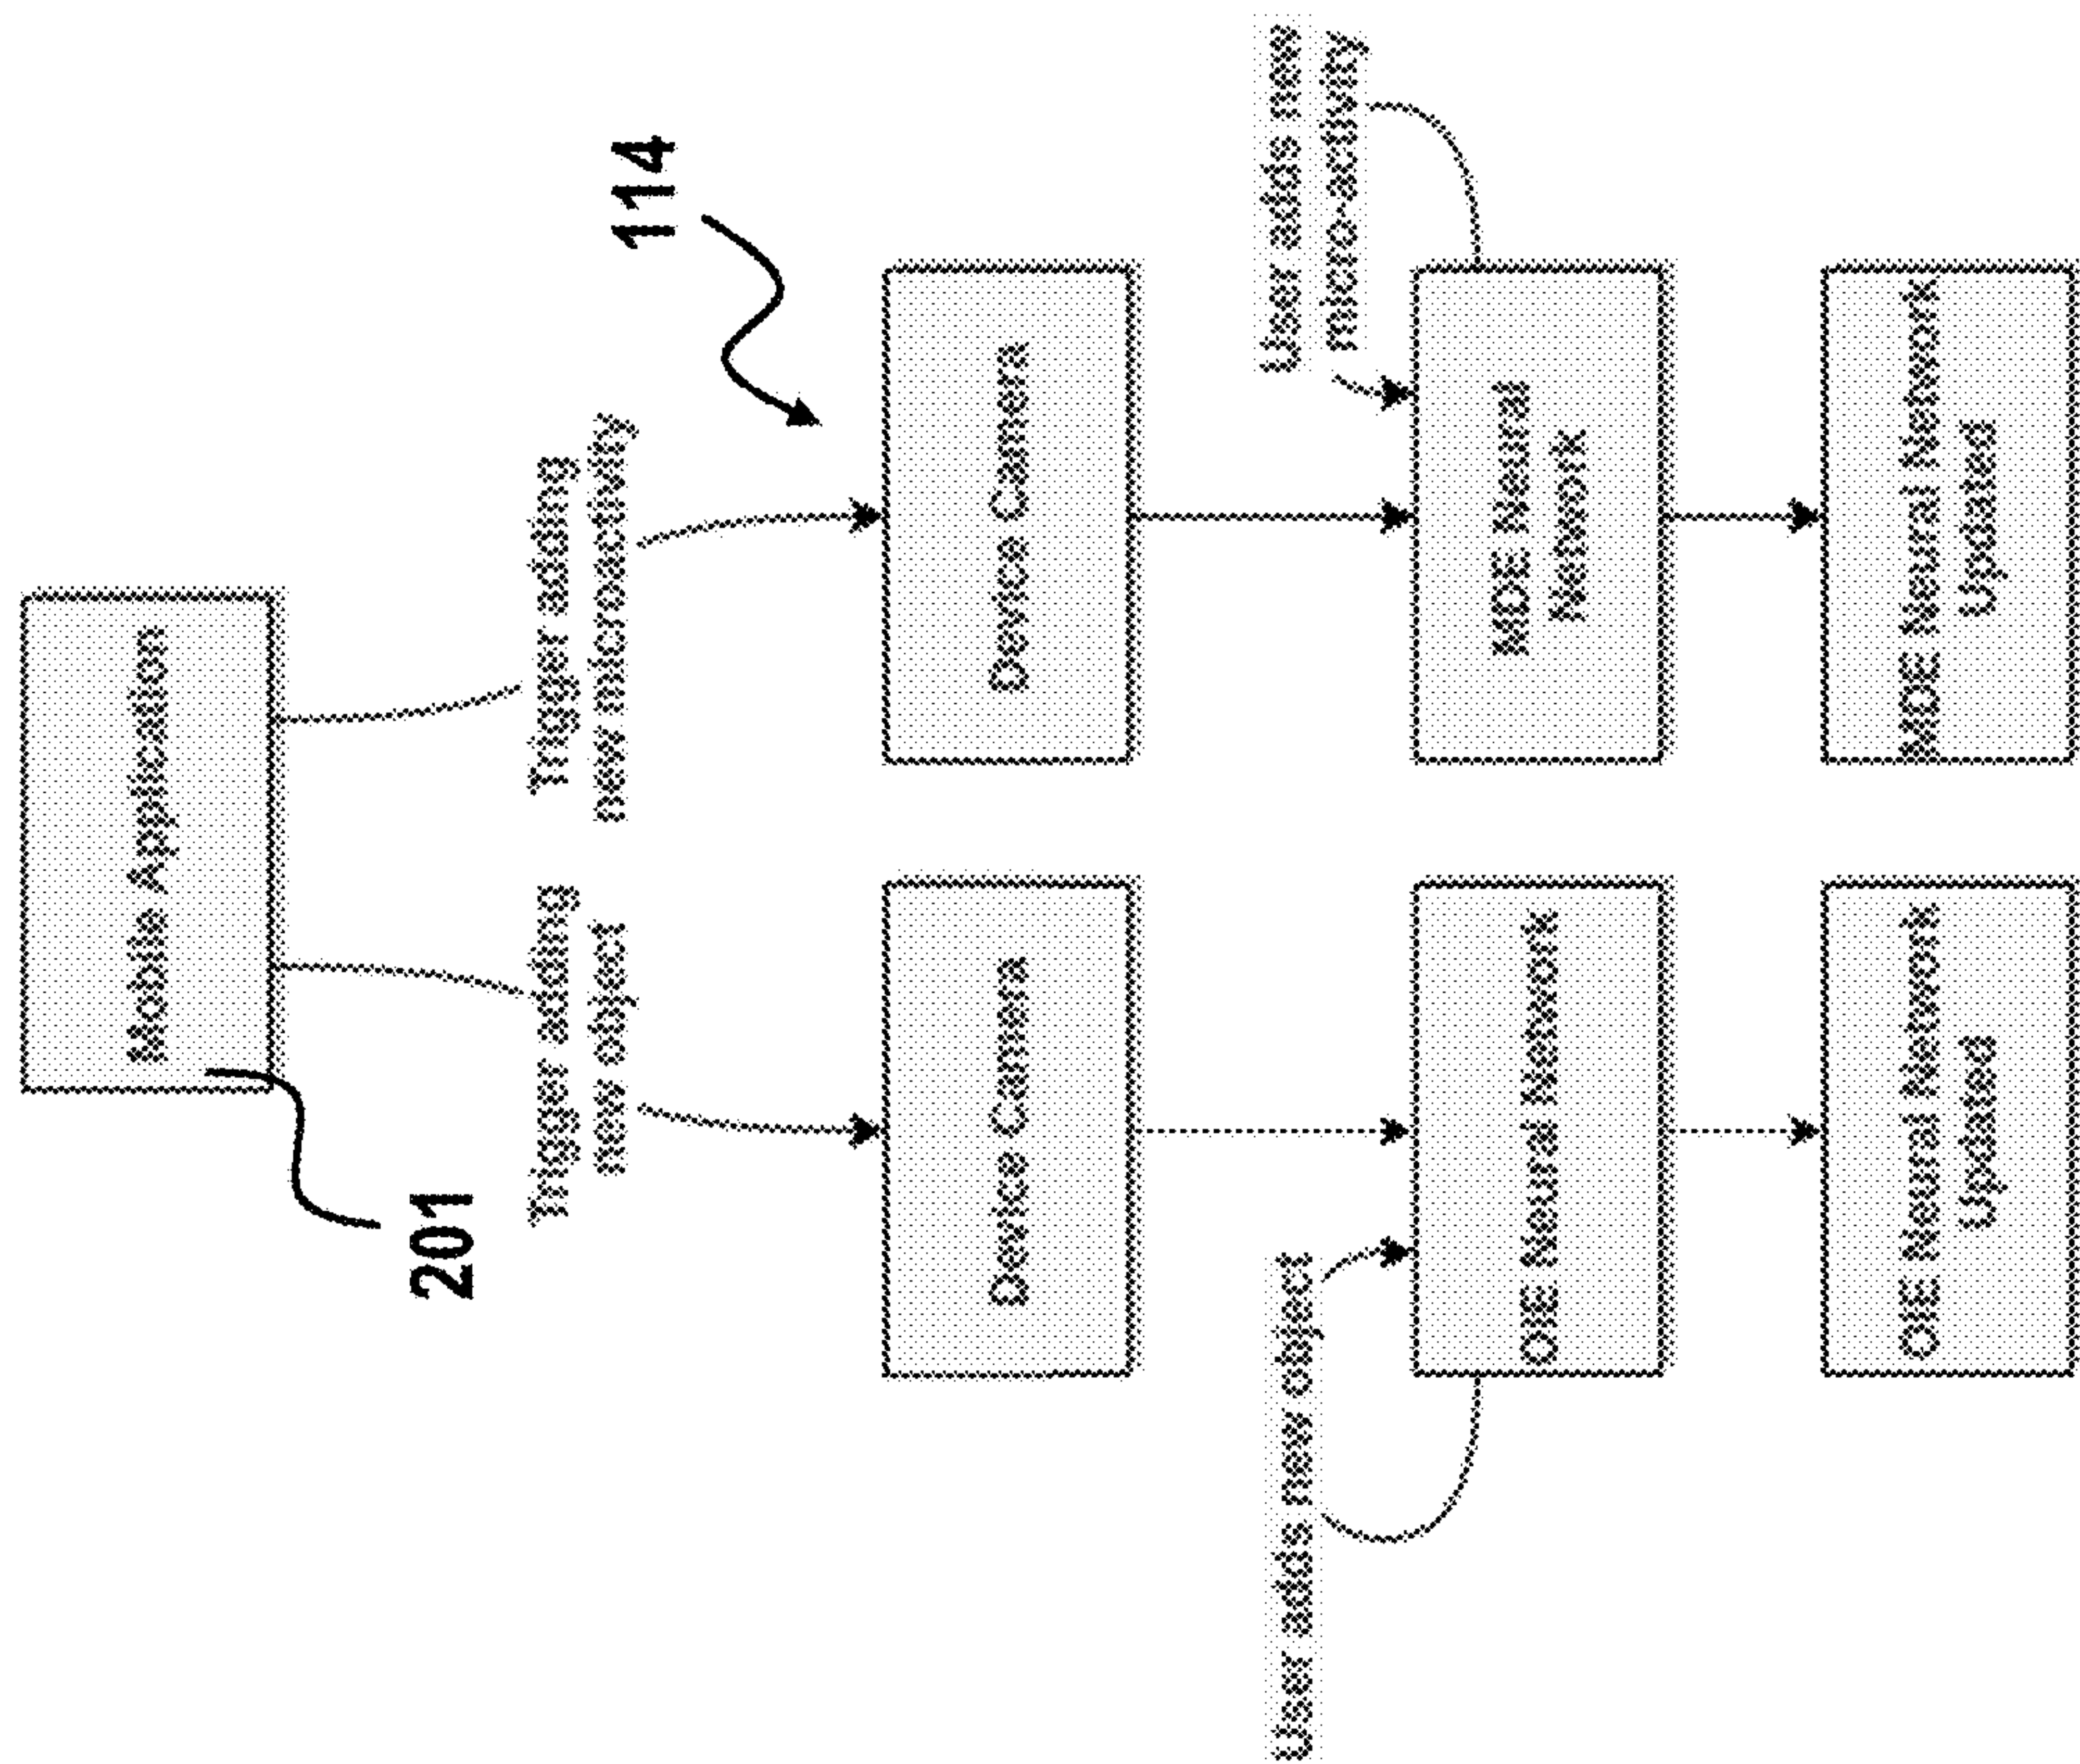 Mobile Application
201
Trigger adding
new object
Trigger adding
new microactivity
114
Device Camera
Device Camera
User adds new object
User adds new
micro-activity
OIE Neural Network
MDE Neural
Network
OIE Neural Network
Updated
MDE Neural Network
Updated